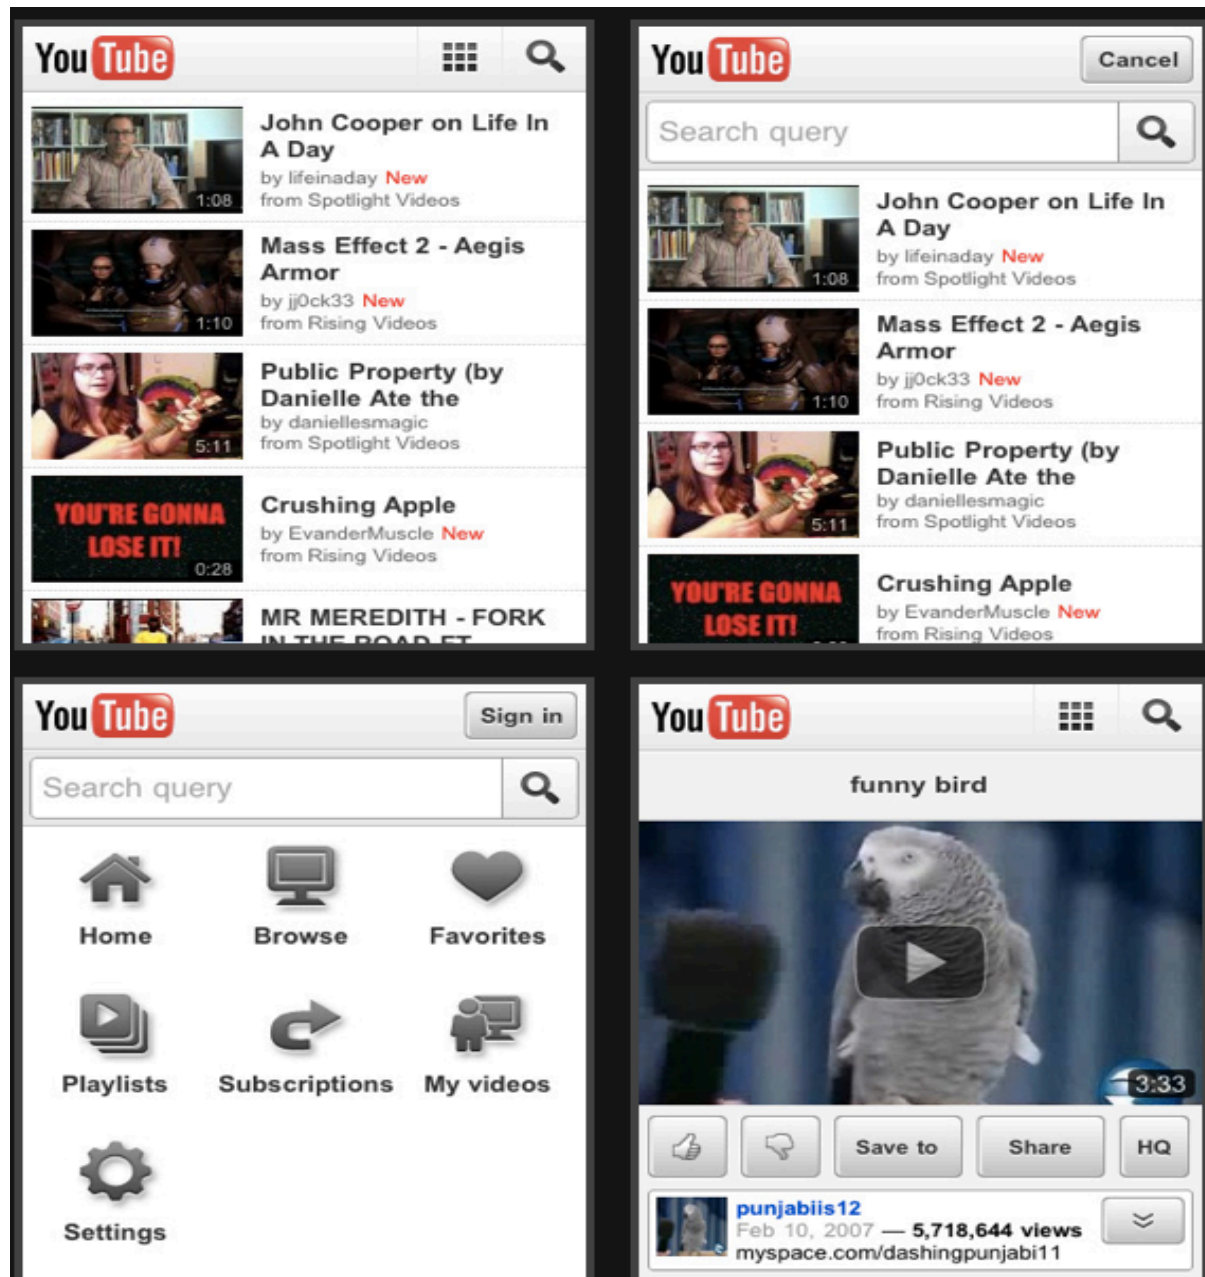 YouTube
John Cooper on Life In
A Day
by lifeinaday New
from Spotlight Videos
1:08
Mass Effect 2 - Aegis
Armor
by jj0ck33 New
from Rising Videos
1:10
Public Property (by
Danielle Ate the
by daniellesmagic
from Spotlight Videos
5:11
YOU'RE GONNA
LOSE IT!
0:28
Crushing Apple
by EvanderMuscle New
from Rising Videos
MR MEREDITH - FORK
IN THE ROAD FT
YouTube
Cancel
Search query
John Cooper on Life In
A Day
by lifeinaday New
from Spotlight Videos
1:08
Mass Effect 2 - Aegis
Armor
by jj0ck33 New
from Rising Videos
1:10
Public Property (by
Danielle Ate the
by daniellesmagic
from Spotlight Videos
5:11
YOU'RE GONNA
LOSE IT!
Crushing Apple
by EvanderMuscle New
from Rising Videos
YouTube
Sign in
Search query
Home
Browse
Favorites
Playlists
Subscriptions
My videos
Settings
YouTube
funny bird
3:33
Save to
Share
HQ
punjabiis12
Feb 10, 2007 — 5,718,644 views
myspace.com/dashingpunjabi11